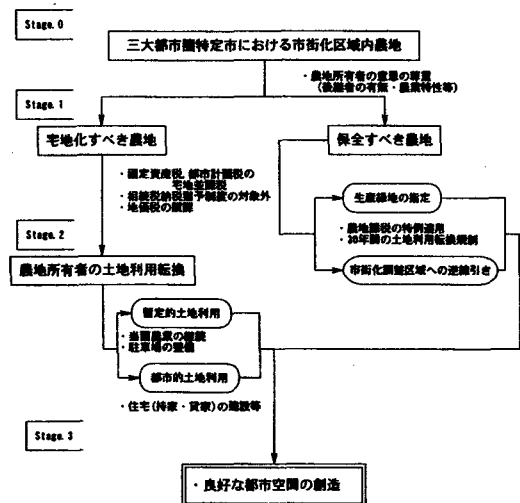 Stage. 0
三大都市圏特定市における市街化区域内農地
・農地所有者の意思の尊重
(後継者の有無・農業特性等)
Stage. 1
宅地化すべき農地
保全すべき農地
・固定資産税、都市計画税の
宅地並課税
・相続税納税猶予制度の対象外
・地価税の課税
生産緑地の指定
・農地課税の特例適用
・30年間の土地利用転換規制
市街化調整区域への逆線引き
Stage. 2
農地所有者の土地利用転換
暫定的土地利用
・当面農業の継続
・駐車場の整備
都市的土地利用
・住宅(持家・貸家)の建設等
Stage. 3
・良好な都市空間の創造